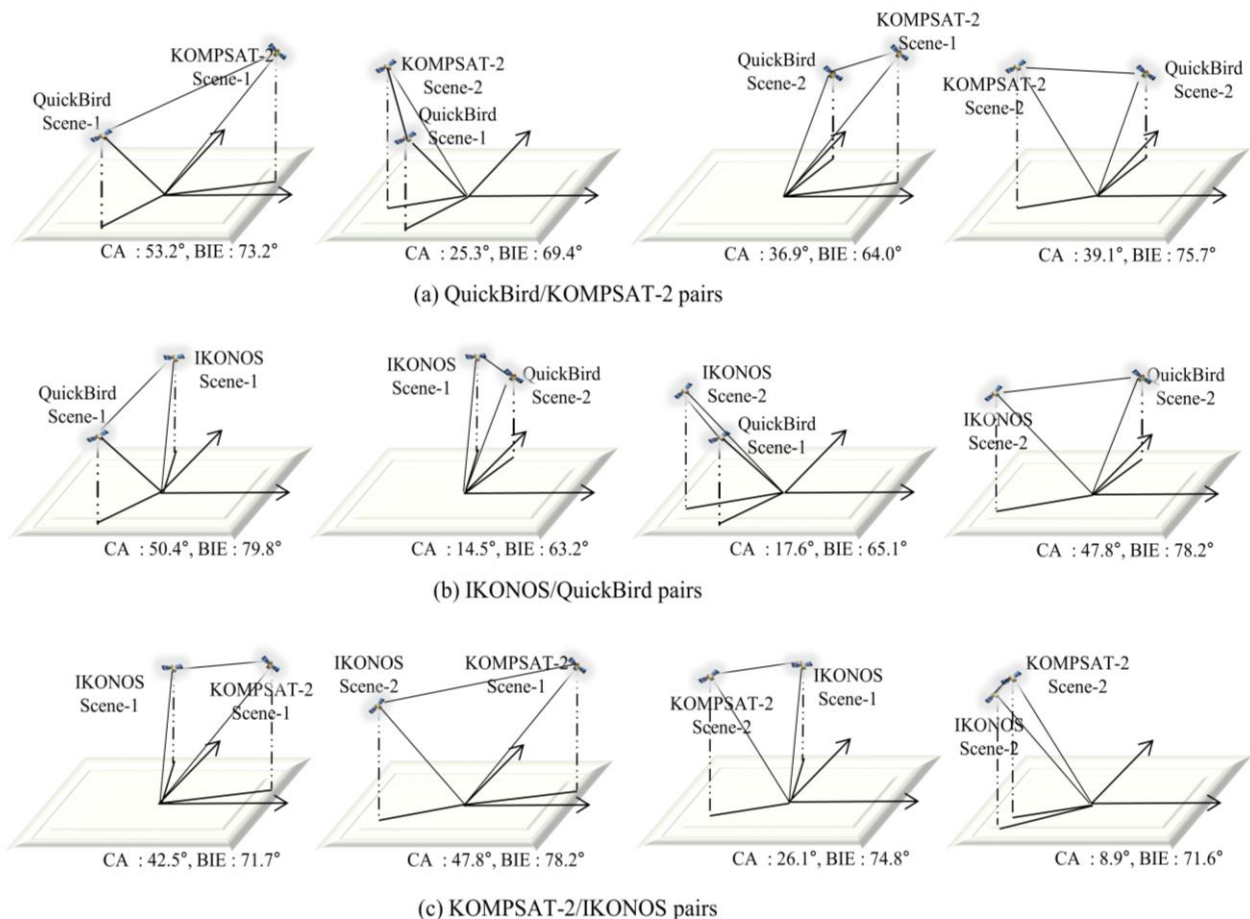 KOMPSAT-2
Scene-1
QuickBird
Scene-1
CA : 53.2°, BIE : 73.2°
KOMPSAT-2
Scene-2
QuickBird
Scene-1
CA : 25.3°, BIE : 69.4°
KOMPSAT-2
Scene-1
QuickBird
Scene-2
CA : 36.9°, BIE : 64.0°
KOMPSAT-2
Scene-2
QuickBird
Scene-2
CA : 39.1°, BIE : 75.7°
(a) QuickBird/KOMPSAT-2 pairs
IKONOS
Scene-1
QuickBird
Scene-1
CA : 50.4°, BIE : 79.8°
IKONOS
Scene-1
QuickBird
Scene-2
CA : 14.5°, BIE : 63.2°
IKONOS
Scene-2
QuickBird
Scene-1
CA : 17.6°, BIE : 65.1°
QuickBird
Scene-2
IKONOS
Scene-2
CA : 47.8°, BIE : 78.2°
(b) IKONOS/QuickBird pairs
IKONOS
Scene-1
KOMPSAT-2
Scene-1
CA : 42.5°, BIE : 71.7°
IKONOS
Scene-2
KOMPSAT-2
Scene-1
CA : 47.8°, BIE : 78.2°
KOMPSAT-2
Scene-2
IKONOS
Scene-1
CA : 26.1°, BIE : 74.8°
KOMPSAT-2
Scene-2
IKONOS
Scene-2
CA : 8.9°, BIE : 71.6°
(c) KOMPSAT-2/IKONOS pairs